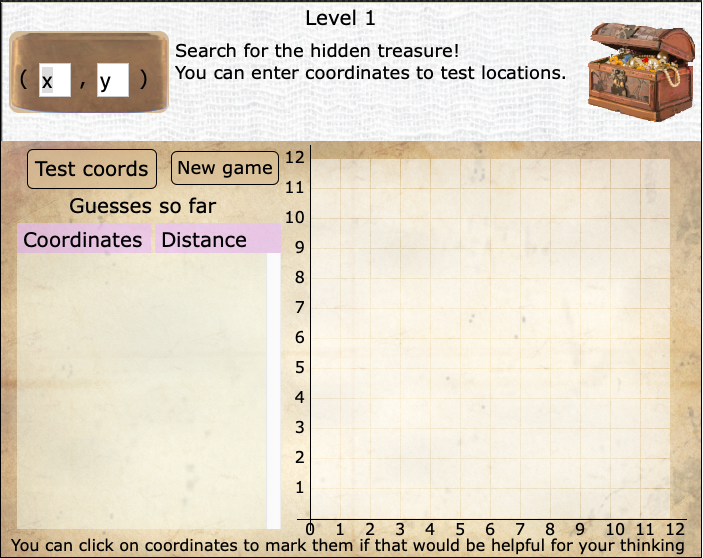 Level 1
( x , y )
Search for the hidden treasure!
You can enter coordinates to test locations.
Test coords
New game
Guesses so far
Coordinates Distance
12
11
10
9
8
7
6
5
4
3
2
1
0 1 2 3 4 5 6 7 8 9 10 11 12
You can click on coordinates to mark them if that would be helpful for your thinking